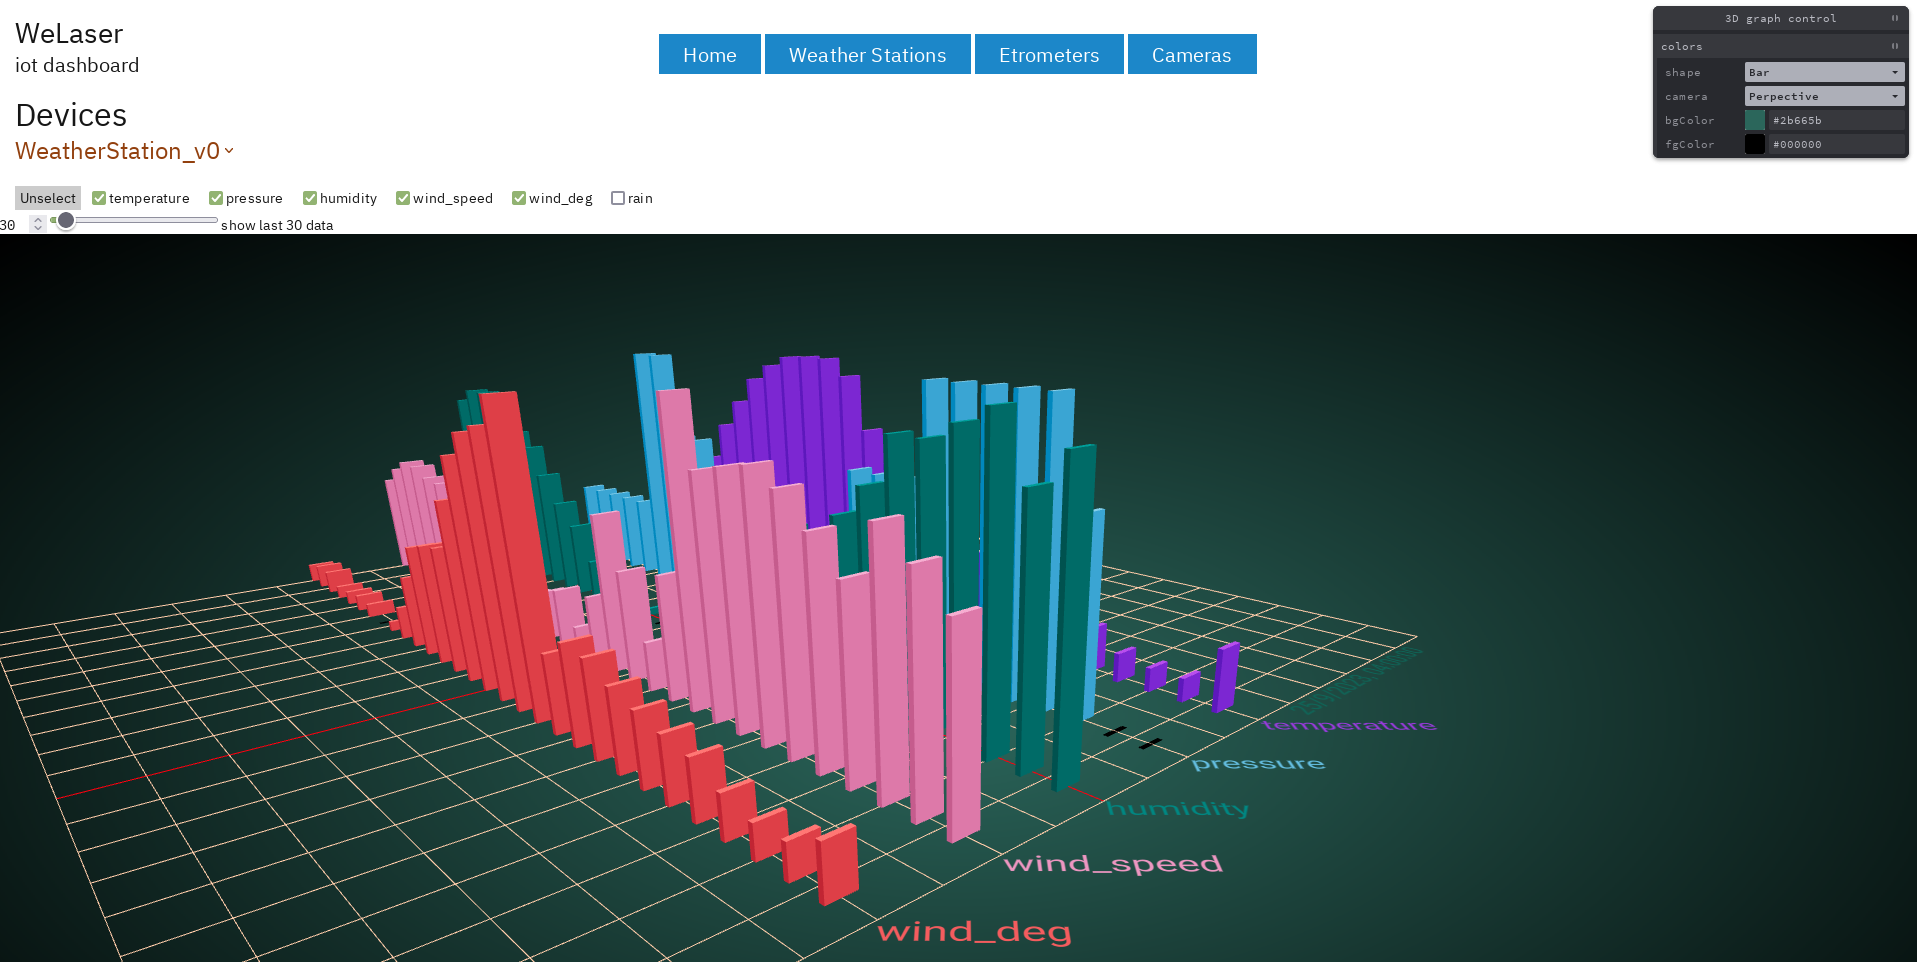 WeLaser
iot dashboard
Home
Weather Stations
Etrometers
Cameras
3D graph control
colors
shape
Bar
camera
Perpective
bgColor
#2b665b
fgColor
#000000
Devices
WeatherStation_v0
Unselect
temperature
pressure
humidity
wind_speed
wind_deg
rain
30
show last 30 data
temperature
pressure
humidity
wind_speed
wind_deg